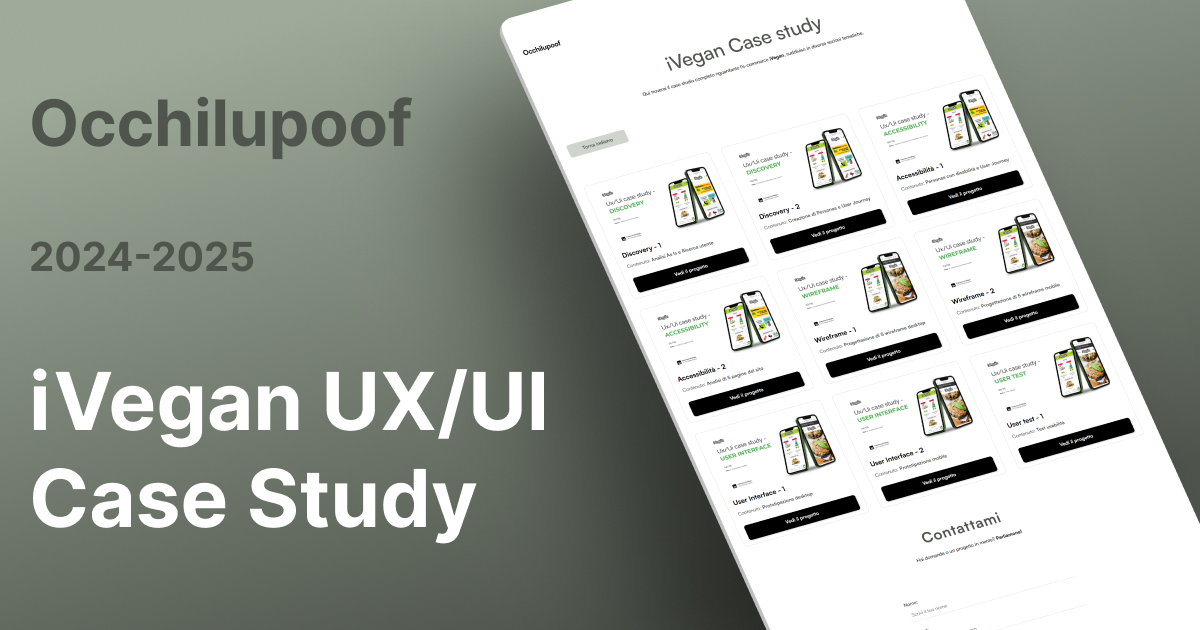 Occhilupoof
2024-2025
iVegan UX/UI
Case Study
Occhilupoof
iVegan Case study
Qui troverai il case studio completo riguardante l'e-commerce iVegan, suddiviso in diverse sezioni tematiche.
Torna indietro
Ux/Ui case study -
DISCOVERY
Discovery - 1
Contenuto: Analisi As Is e Ricerca utente
Vedi il progetto
Ux/Ui case study -
DISCOVERY
Discovery - 2
Contenuto: Creazione di Personas e User Journey
Vedi il progetto
Ux/Ui case study -
ACCESSIBILITY
Accessibilità - 1
Contenuto: Personas con disabilità e User Journey
Vedi il progetto
Ux/Ui case study -
ACCESSIBILITY
Accessibilità - 2
Contenuto: Analisi di 5 pagine del sito
Vedi il progetto
Ux/Ui case study -
WIREFRAME
Wireframe - 1
Contenuto: Progettazione di 5 wireframe desktop
Vedi il progetto
Ux/Ui case study -
WIREFRAME
Wireframe - 2
Contenuto: Progettazione di 5 wireframe mobile
Vedi il progetto
Ux/Ui case study -
USER INTERFACE
User Interface - 1
Contenuto: Prototipazione desktop
Vedi il progetto
Ux/Ui case study -
USER INTERFACE
User Interface - 2
Contenuto: Prototipazione mobile
Vedi il progetto
Ux/Ui case study -
USER TEST
User test - 1
Contenuto: Test usabilità
Vedi il progetto
Contattami
Hai domande o un progetto in mente? Parliamone!
Nome:
Scrivi il tuo nome